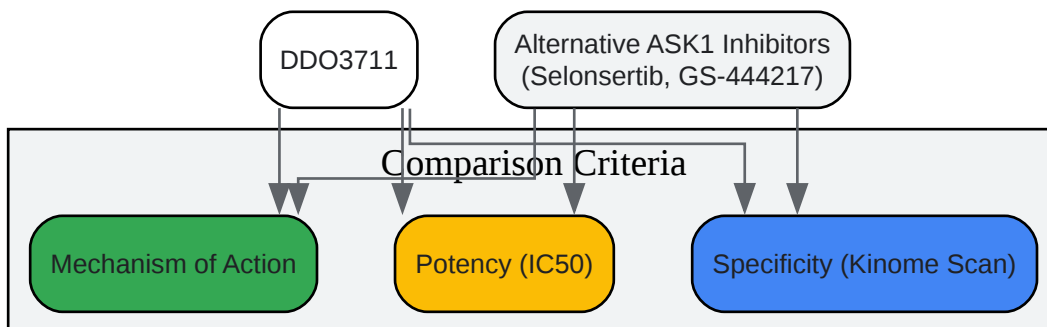 DDO3711
Alternative ASK1 Inhibitors
(Selonsertib, GS-444217)
Comparison Criteria
Mechanism of Action
Potency (IC50)
Specificity (Kinome Scan)